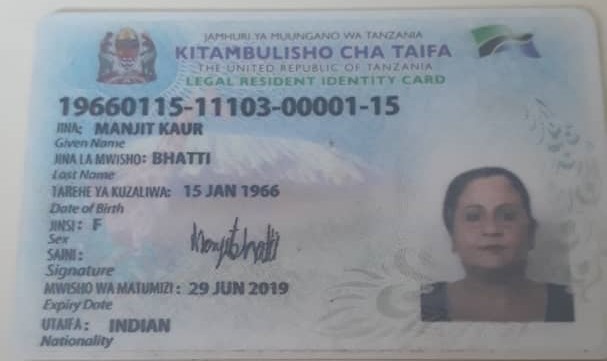 JAMHURI YA MUUNGANO WA TANZANIA
KITAMBULISHO CHA TAIFA
THE UNITED REPUBLIC OF TANZANIA
LEGAL RESIDENT IDENTITY CARD
19660115-11103-00001-15
JINA: MANJIT KAUR
Given Name
JINA LA MWISHO: BHATTI
Last Name
TAREHE YA KUZALIWA: 15 JAN 1966
Date of Birth
JINSI: F
Sex
SAINI:
Signature
MWISHO WA MATUMIZI: 29 JUN 2019
Expiry Date
UTAIFA: INDIAN
Nationality